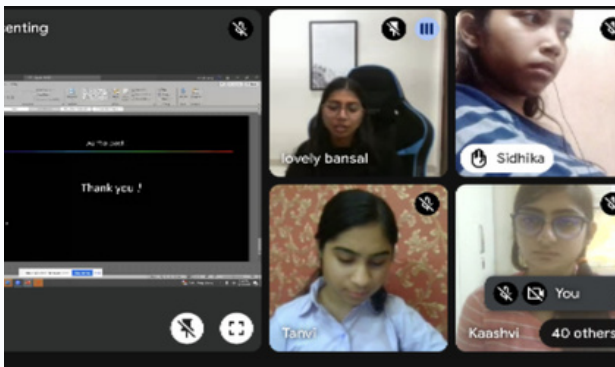 enting
Thank you !
lovely bansal
Sidhika
Tanvi
You
Kaashvi
40 others